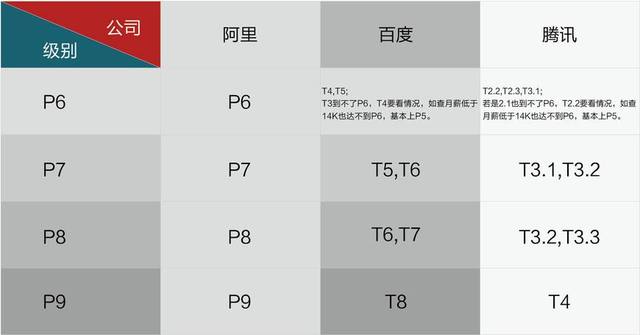 公司
级别
阿里
百度
腾讯
P6
P6
T4,T5;
T3到不了P6，T4要看情况，如查月薪低于
14K也达不到P6，基本上P5。
T2.2,T2.3,T3.1;
若是2.1也到不了P6，T2.2要看情况，如查
月薪低于14K也达不到P6，基本上P5。
P7
P7
T5,T6
T3.1,T3.2
P8
P8
T6,T7
T3.2,T3.3
P9
P9
T8
T4